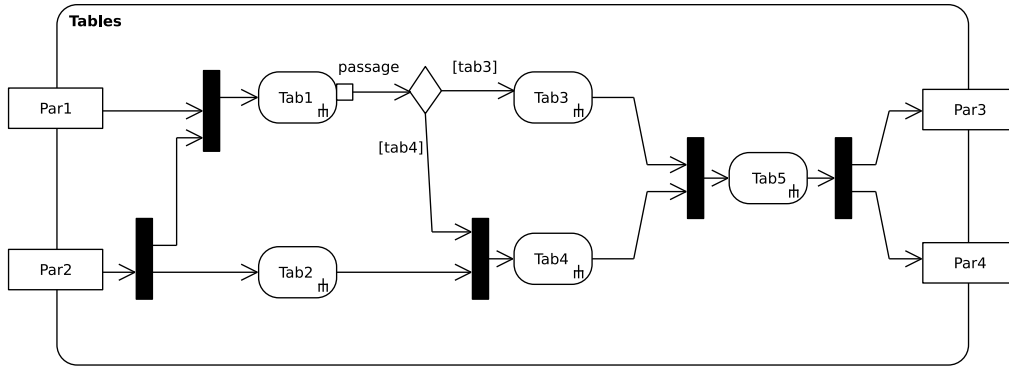 Tables
passage
[tab3]
Par1
Tab1
Tab3
Par3
[tab4]
Tab5
Par2
Tab2
Tab4
Par4